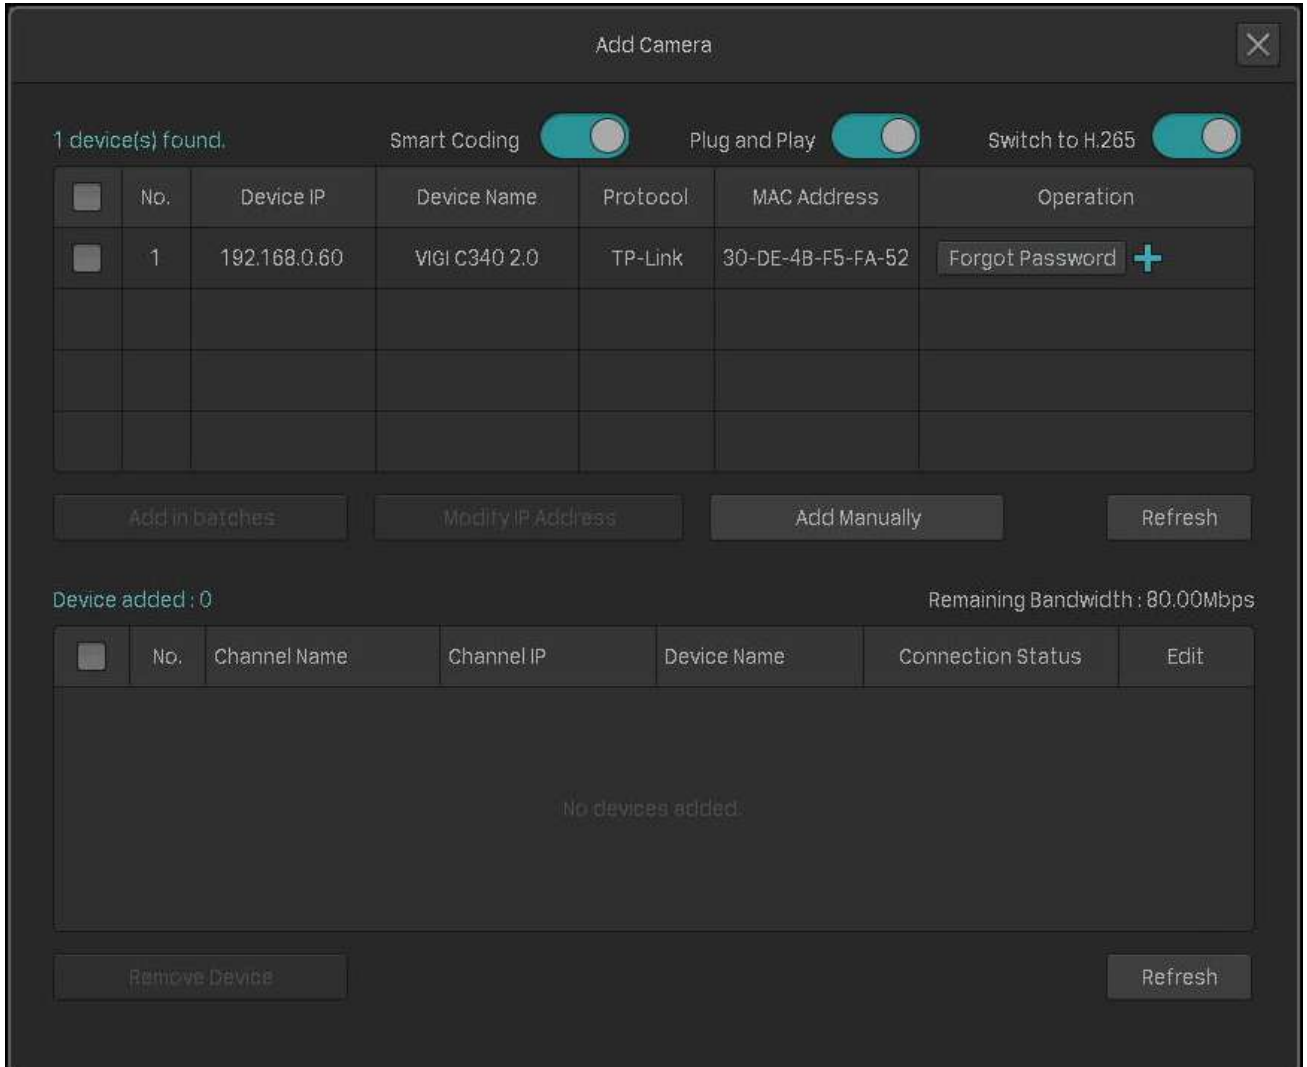 Add Camera
1 device(s) found. Smart Coding Plug and Play Switch to H.265
No. Device IP Device Name Protocol MAC Address Operation
1 192.168.0.60 VIGI C340 2.0 TP-Link 30-DE-4B-F5-FA-52 Forgot Password
Add in batches Modify IP Address Add Manually Refresh
Device added : 0 Remaining Bandwidth : 80.00Mbps
No. Channel Name Channel IP Device Name Connection Status Edit
No devices added.
Remove Device Refresh